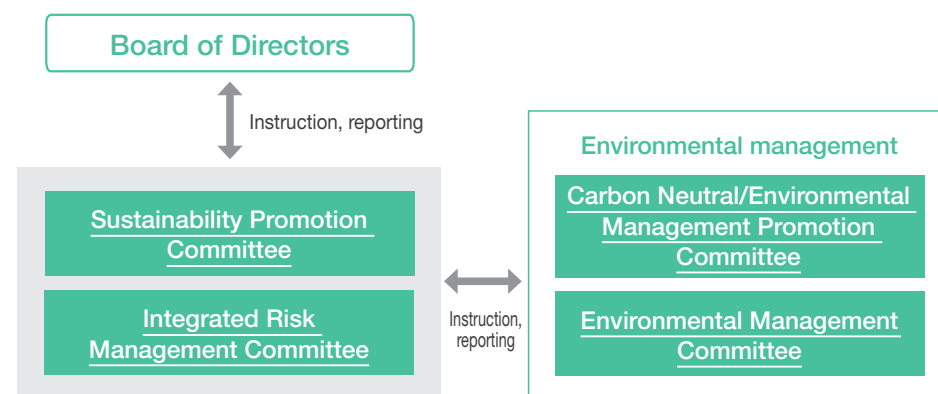 Board of Directors
Instruction, reporting
Sustainability Promotion
Committee
Integrated Risk
Management Committee
Instruction,
reporting
Environmental management
Carbon Neutral/Environmental
Management Promotion
Committee
Environmental Management
Committee